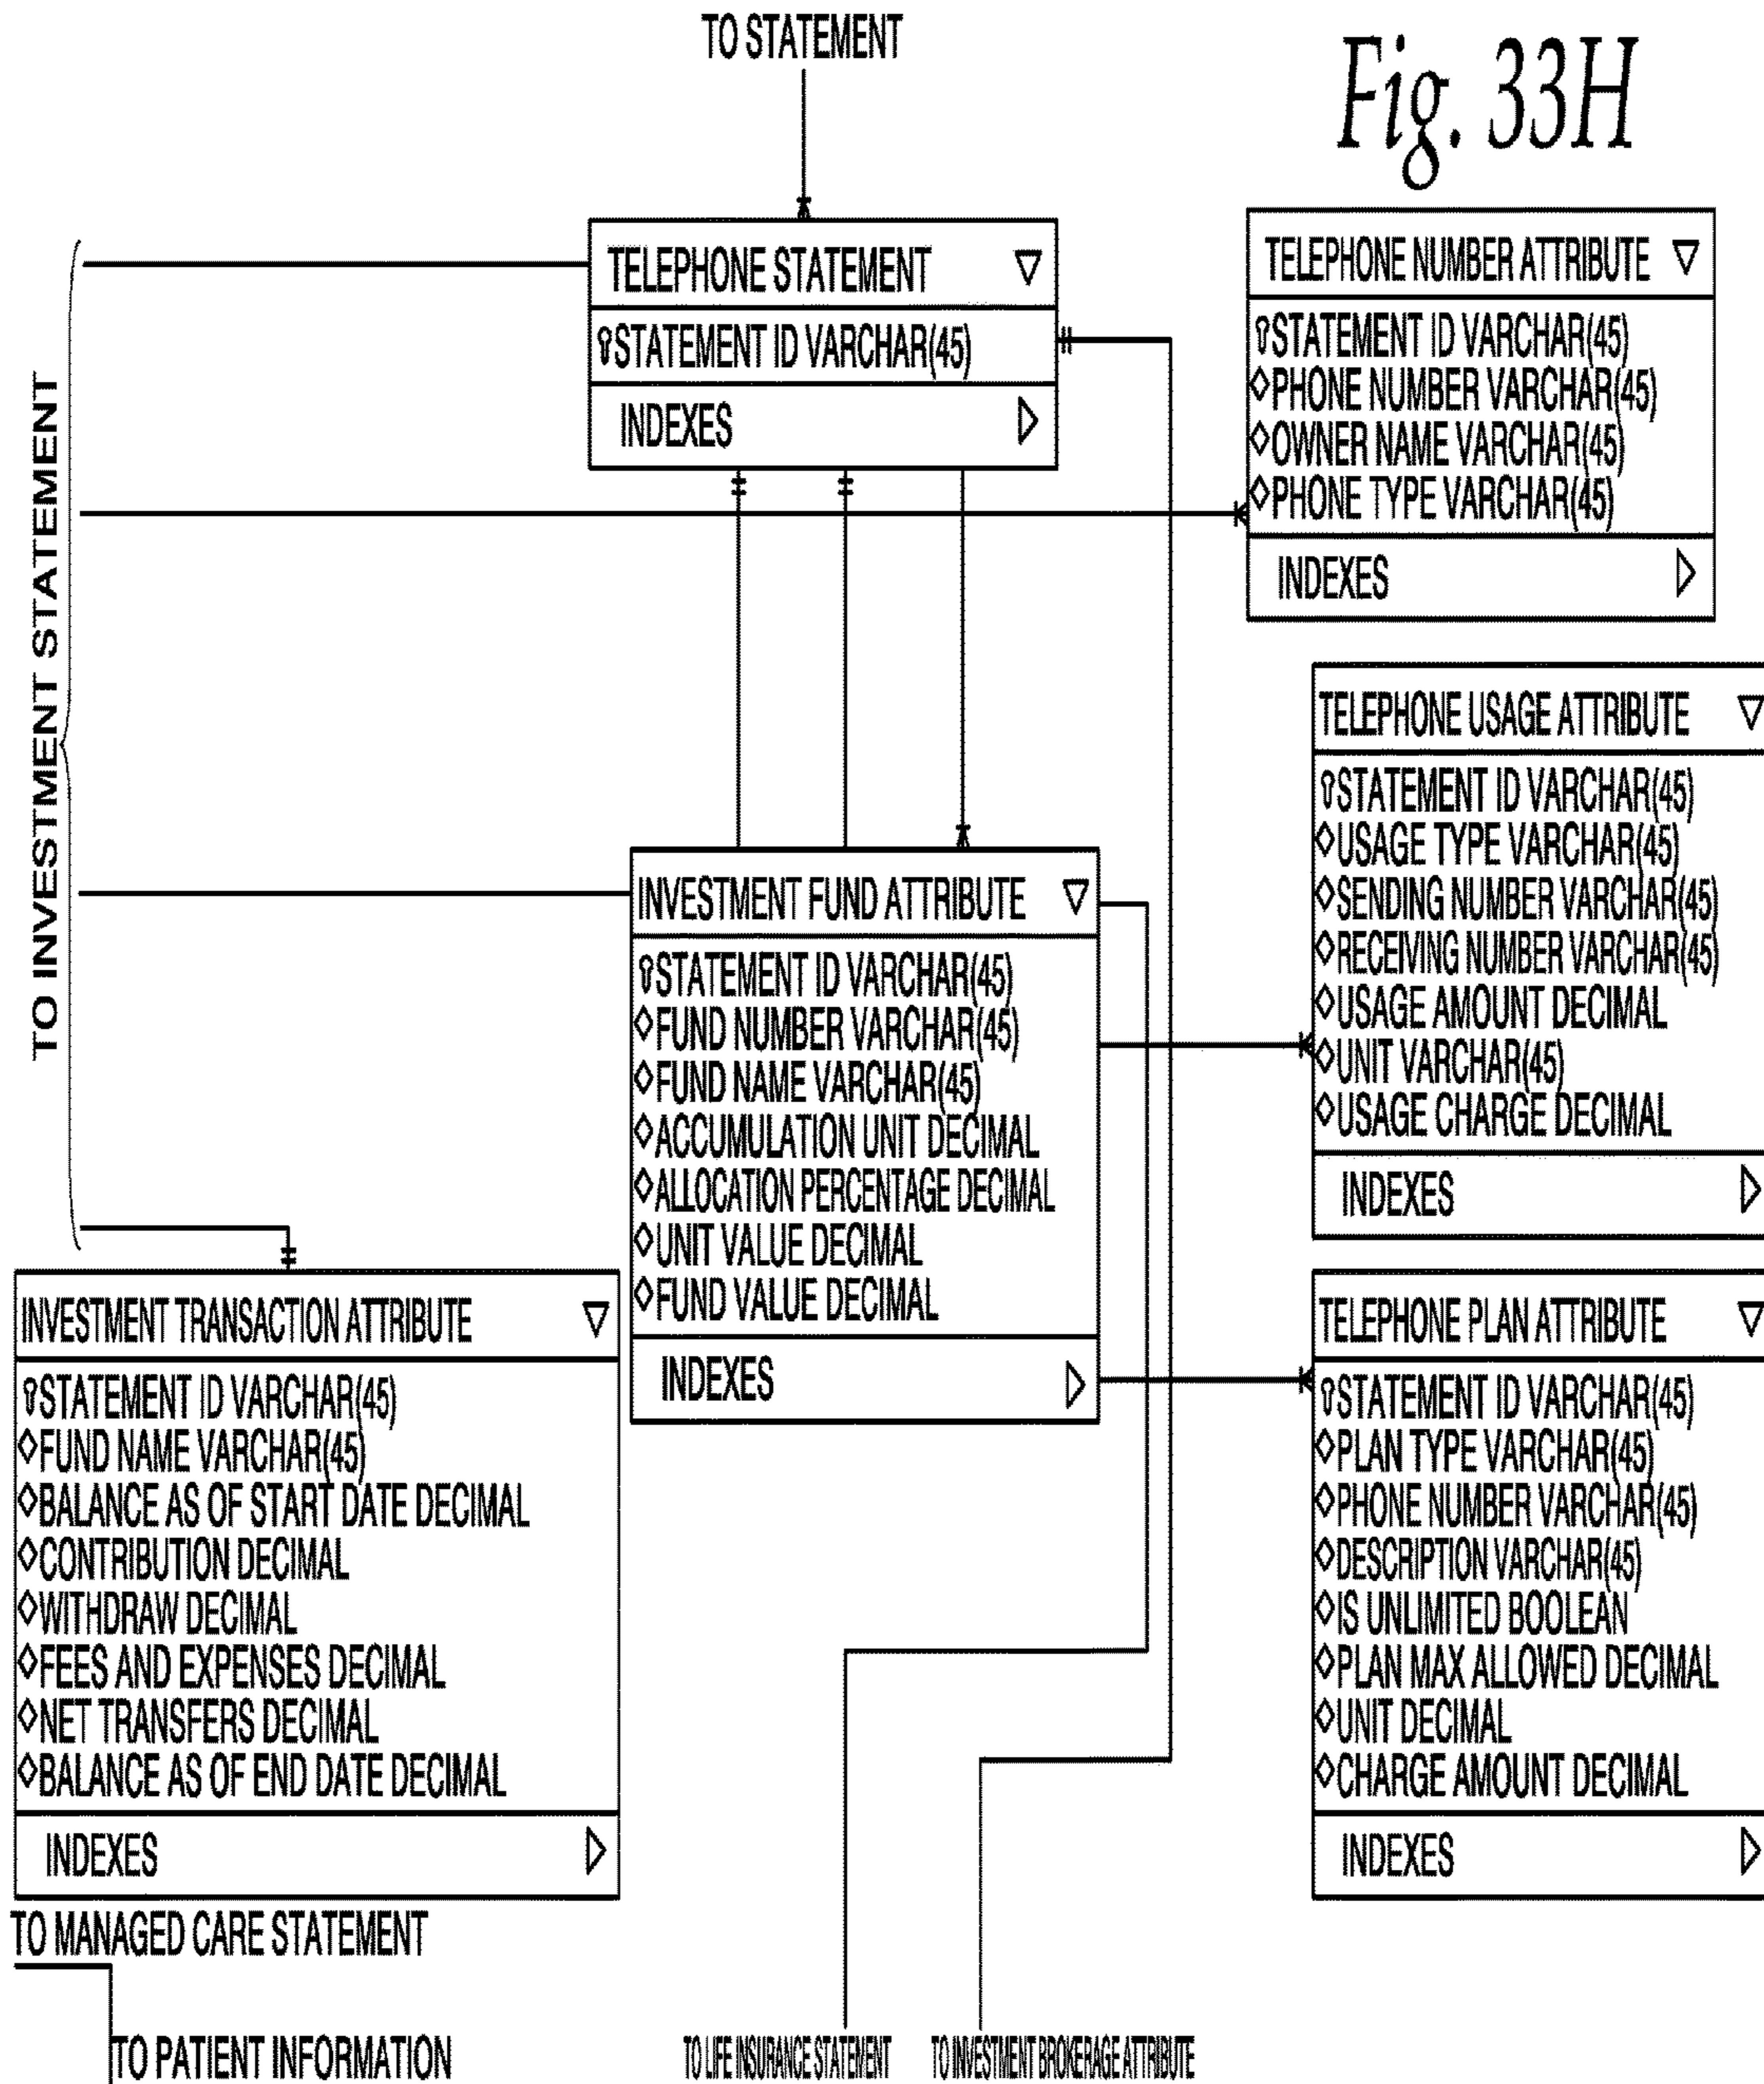 TO STATEMENT
Fig. 33H
TO INVESTMENT STATEMENT
TELEPHONE STATEMENT
STATEMENT ID VARCHAR(45)
INDEXES
TELEPHONE NUMBER ATTRIBUTE
STATEMENT ID VARCHAR(45)
PHONE NUMBER VARCHAR(45)
OWNER NAME VARCHAR(45)
PHONE TYPE VARCHAR(45)
INDEXES
TELEPHONE USAGE ATTRIBUTE
STATEMENT ID VARCHAR(45)
USAGE TYPE VARCHAR(45)
SENDING NUMBER VARCHAR(45)
RECEIVING NUMBER VARCHAR(45)
USAGE AMOUNT DECIMAL
UNIT VARCHAR(45)
USAGE CHARGE DECIMAL
INDEXES
INVESTMENT FUND ATTRIBUTE
STATEMENT ID VARCHAR(45)
FUND NUMBER VARCHAR(45)
FUND NAME VARCHAR(45)
ACCUMULATION UNIT DECIMAL
ALLOCATION PERCENTAGE DECIMAL
UNIT VALUE DECIMAL
FUND VALUE DECIMAL
INDEXES
INVESTMENT TRANSACTION ATTRIBUTE
STATEMENT ID VARCHAR(45)
FUND NAME VARCHAR(45)
BALANCE AS OF START DATE DECIMAL
CONTRIBUTION DECIMAL
WITHDRAW DECIMAL
FEES AND EXPENSES DECIMAL
NET TRANSFERS DECIMAL
BALANCE AS OF END DATE DECIMAL
INDEXES
TELEPHONE PLAN ATTRIBUTE
STATEMENT ID VARCHAR(45)
PLAN TYPE VARCHAR(45)
PHONE NUMBER VARCHAR(45)
DESCRIPTION VARCHAR(45)
IS UNLIMITED BOOLEAN
PLAN MAX ALLOWED DECIMAL
UNIT DECIMAL
CHARGE AMOUNT DECIMAL
INDEXES
TO MANAGED CARE STATEMENT
TO PATIENT INFORMATION
TO LIFE INSURANCE STATEMENT
TO INVESTMENT BROKERAGE ATTRIBUTE